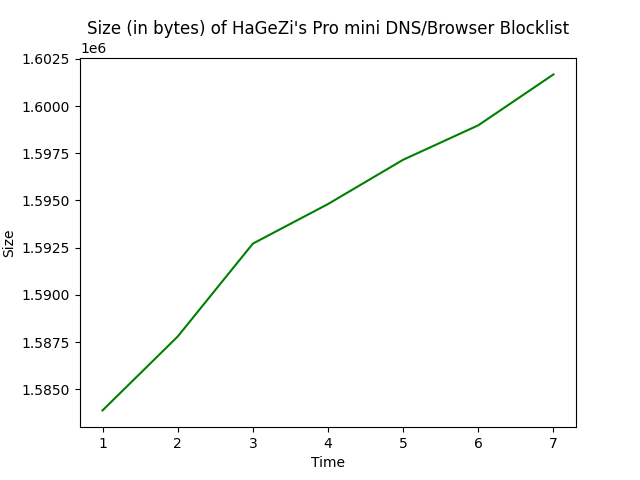 Size (in bytes) of HaGeZi's Pro mini DNS/Browser Blocklist
1e6
1.6025
1.6000
1.5975
1.5950
1.5925
1.5900
1.5875
1.5850
Size
1 2 3 4 5 6 7
Time